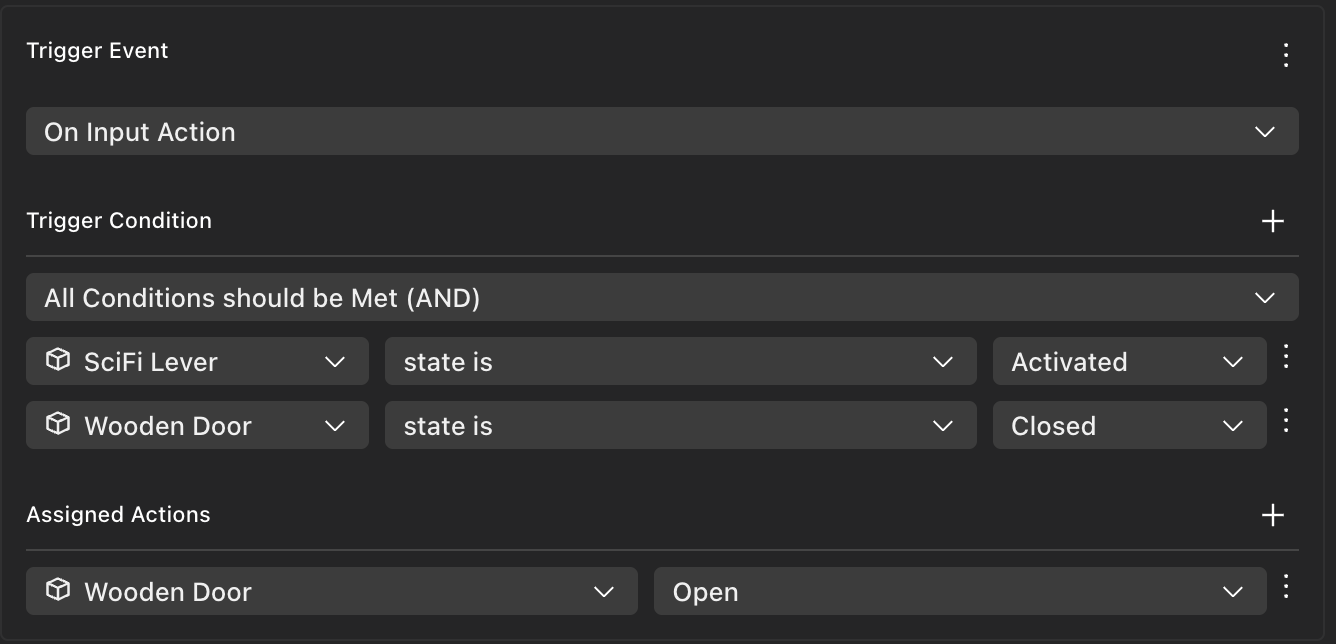 Trigger Event
On Input Action
Trigger Condition
All Conditions should be Met (AND)
SciFi Lever state is Activated
Wooden Door state is Closed
Assigned Actions
Wooden Door Open